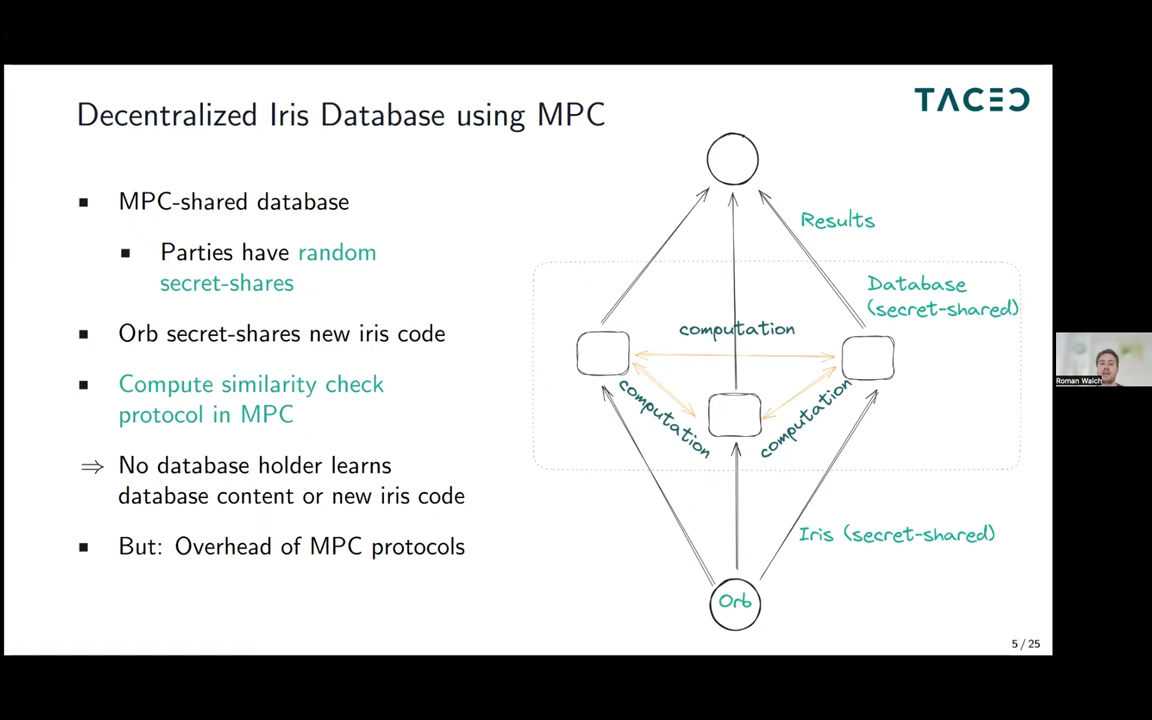 Decentralized Iris Database using MPC
TACEO
MPC-shared database
Parties have random
secret-shares
Orb secret-shares new iris code
Compute similarity check
protocol in MPC
⇒ No database holder learns
database content or new iris code
But: Overhead of MPC protocols
Results
Database
(secret-shared)
computation
computation
computation
Iris (secret-shared)
Orb
5 / 25
Roman Walch